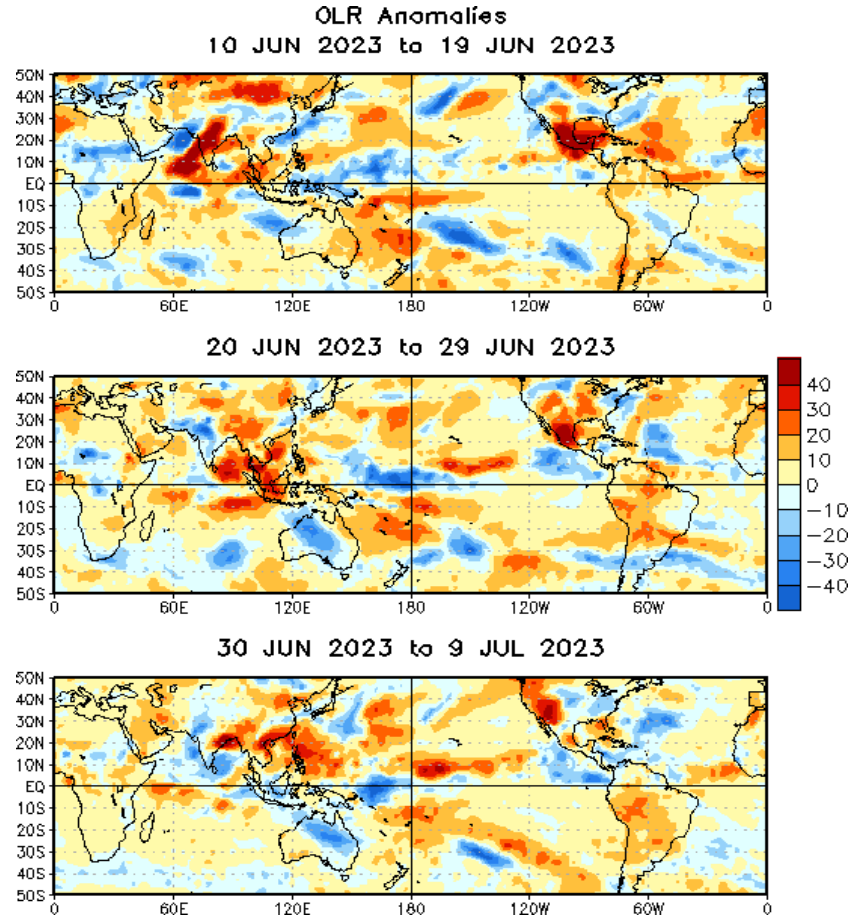 OLR Anomalies
10 JUN 2023 to 19 JUN 2023
50N
40N
30N
20N
10N
EQ
10S
20S
30S
40S
50S
0 60E 120E 180 120W 60W 0
20 JUN 2023 to 29 JUN 2023
50N
40N
30N
20N
10N
EQ
10S
20S
30S
40S
50S
0 60E 120E 180 120W 60W 0
40
30
20
10
0
−10
−20
−30
−40
30 JUN 2023 to 9 JUL 2023
50N
40N
30N
20N
10N
EQ
10S
20S
30S
40S
50S
0 60E 120E 180 120W 60W 0